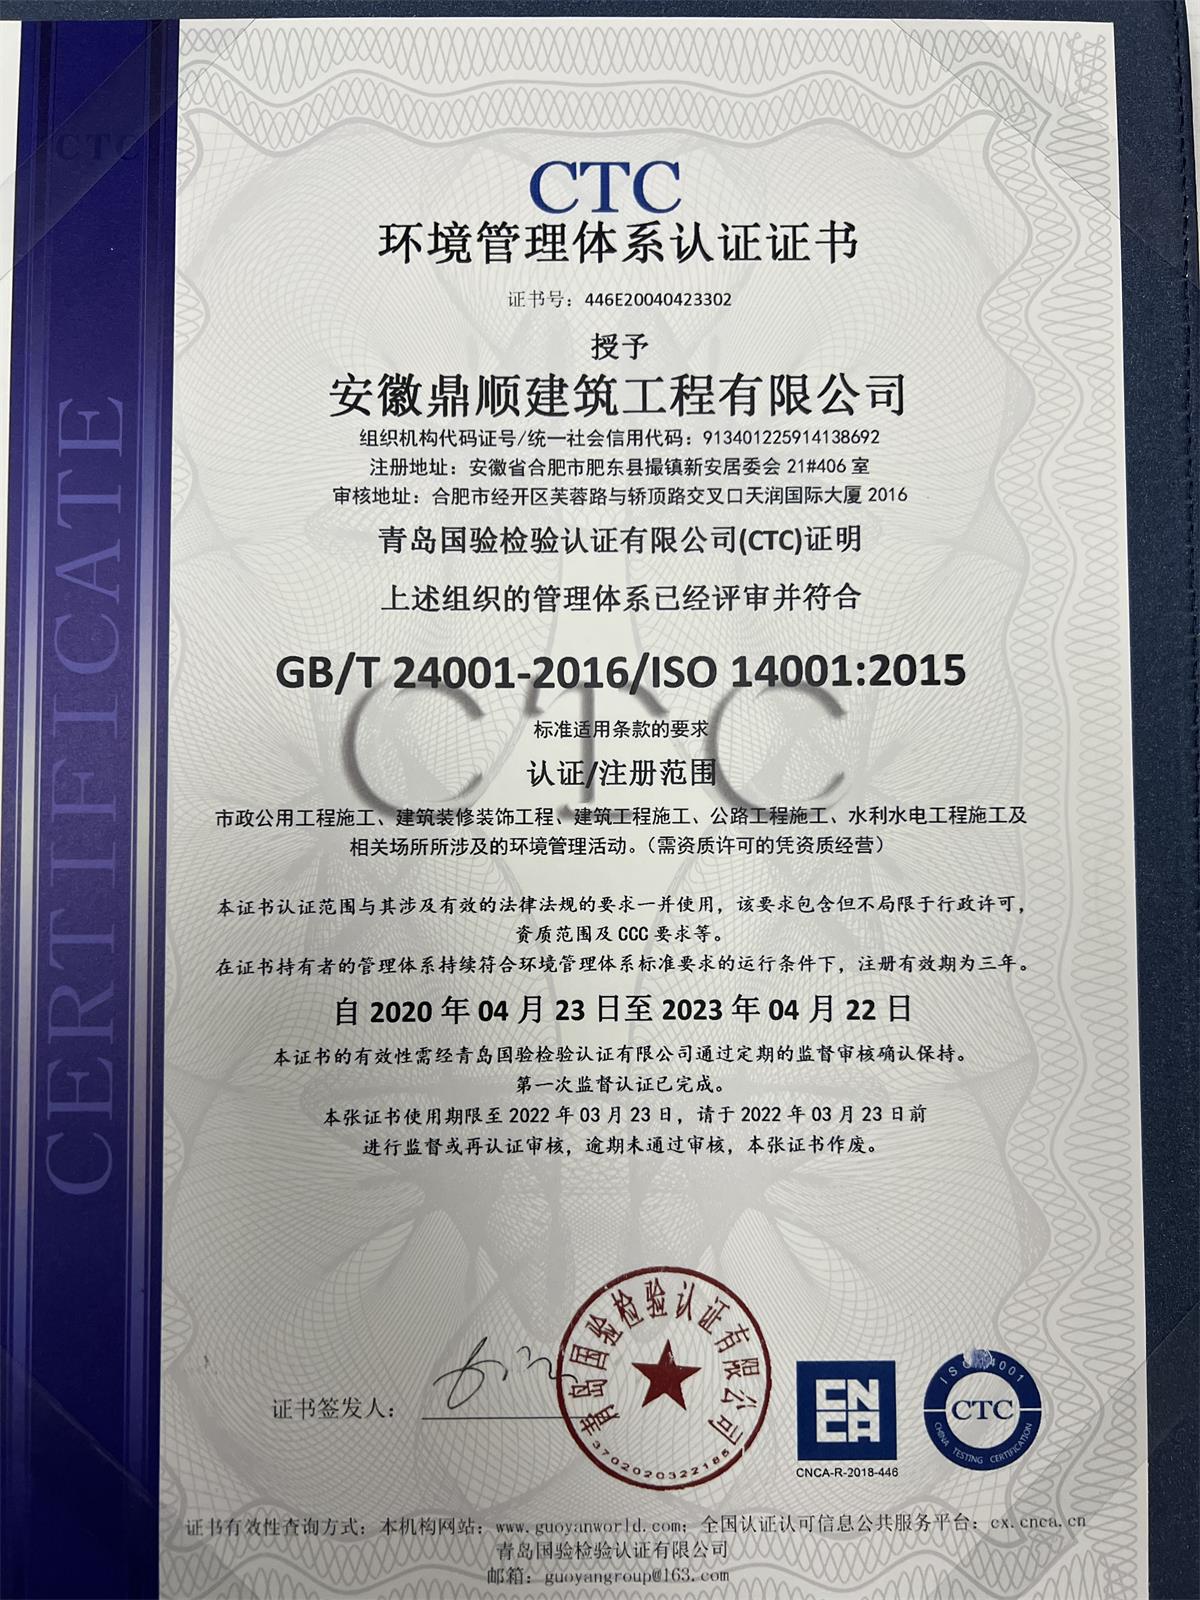 CTC
CERTIFICATE
CTC
环境管理体系认证证书
证书号：446E20040423302
授予
安徽鼎顺建筑工程有限公司
组织机构代码证号/统一社会信用代码：913401225914138692
注册地址：安徽省合肥市肥东县撮镇新安居委会 21#406 室
审核地址：合肥市经开区芙蓉路与轿顶路交叉口天润国际大厦 2016
青岛国验检验认证有限公司(CTC)证明
上述组织的管理体系已经评审并符合
GB/T 24001-2016/ISO 14001:2015
CTC
标准适用条款的要求
认证/注册范围
市政公用工程施工、建筑装修装饰工程、建筑工程施工、公路工程施工、水利水电工程施工及
相关场所所涉及的环境管理活动。（需资质许可的凭资质经营）
本证书认证范围与其涉及有效的法律法规的要求一并使用，该要求包含但不局限于行政许可，
资质范围及 CCC 要求等。
在证书持有者的管理体系持续符合环境管理体系标准要求的运行条件下，注册有效期为三年。
自 2020 年 04 月 23 日至 2023 年 04 月 22 日
本证书的有效性需经青岛国验检验认证有限公司通过定期的监督审核确认保持。
第一次监督认证已完成。
本张证书使用期限至 2022 年 03 月 23 日，请于 2022 年 03 月 23 日前
进行监督或再认证审核，逾期未通过审核，本张证书作废。
证书签发人：
青岛国验检验认证有限公司
3702020322185
CNCA
CNCA-R-2018-446
ISO 14001
CTC
CHINA TESTING CERTIFICATION
证书有效性查询方式：本机构网站：www.guoyanworld.com；全国认证认可信息公共服务平台：cx.cnca.cn
青岛国验检验认证有限公司
邮箱：guoyangroup@163.com